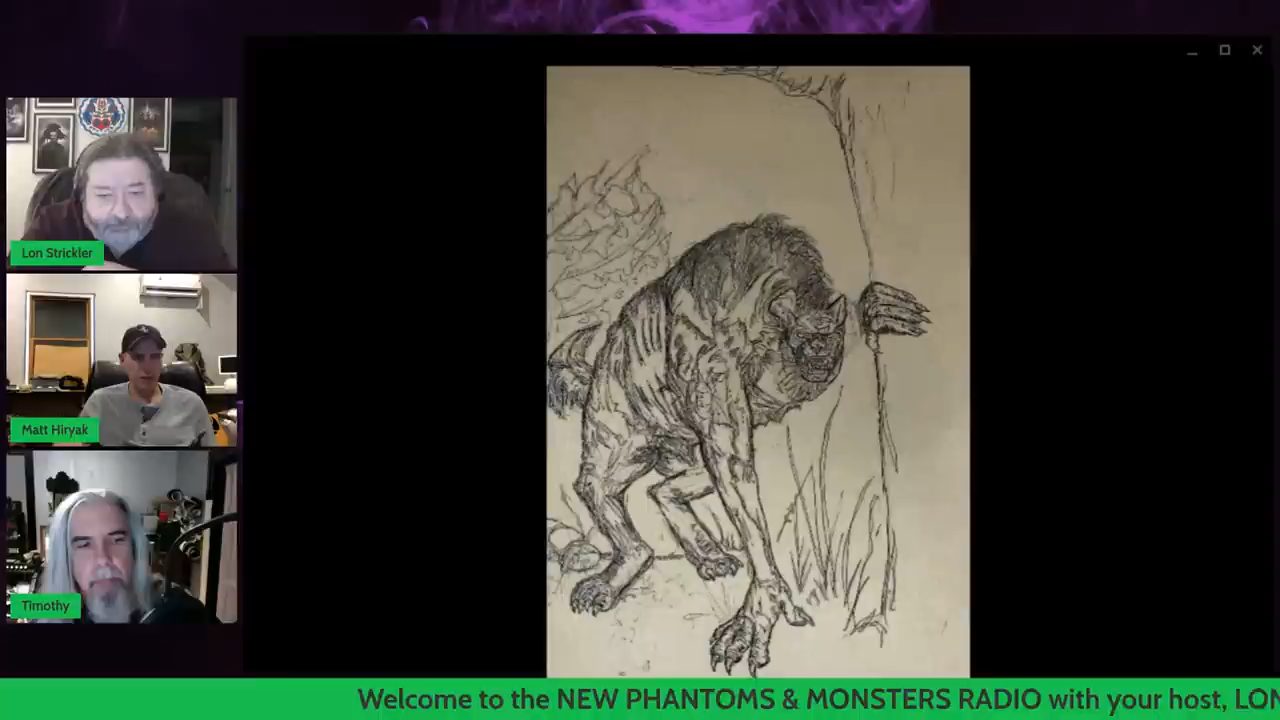 Lon Strickler
Matt Hiryak
Timothy
Welcome to the NEW PHANTOMS & MONSTERS RADIO with your host, LON